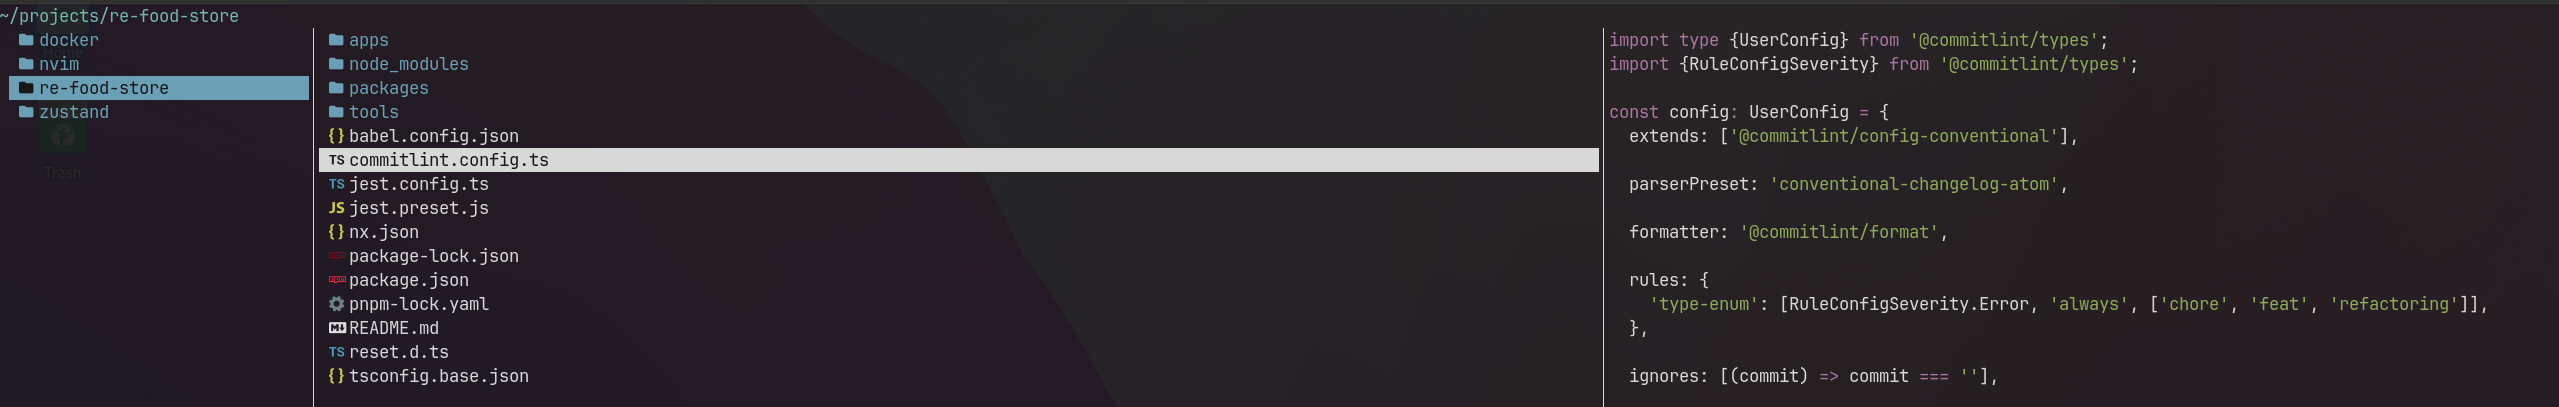 ~/projects/re-food-store
docker
Home
nvim
re-food-store
zustand
Trash
apps
node_modules
packages
tools
{} babel.config.json
TS commitlint.config.ts
TS jest.config.ts
JS jest.preset.js
{} nx.json
package-lock.json
package.json
pnpm-lock.yaml
README.md
TS reset.d.ts
{} tsconfig.base.json
import type {UserConfig} from '@commitlint/types';
import {RuleConfigSeverity} from '@commitlint/types';
const config: UserConfig = {
extends: ['@commitlint/config-conventional'],
parserPreset: 'conventional-changelog-atom',
formatter: '@commitlint/format',
rules: {
'type-enum': [RuleConfigSeverity.Error, 'always', ['chore', 'feat', 'refactoring']],
},
ignores: [(commit) => commit === ''],